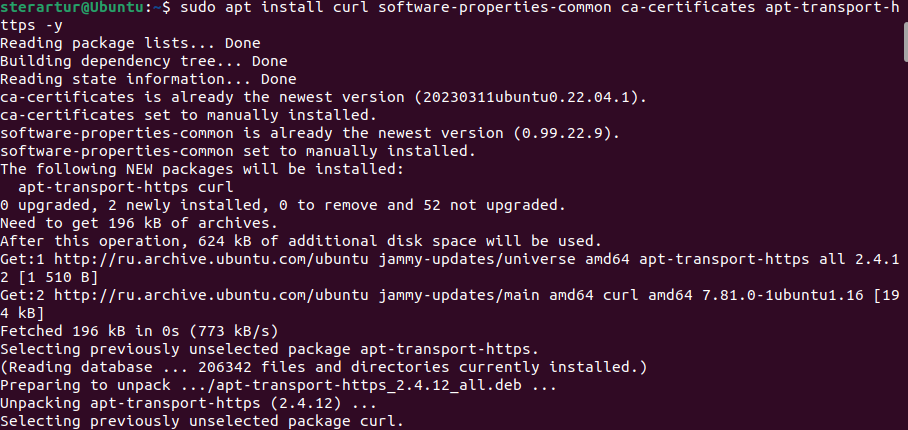 sterartur@Ubuntu:~$ sudo apt install curl software-properties-common ca-certificates apt-transport-h
ttps -y
Reading package lists... Done
Building dependency tree... Done
Reading state information... Done
ca-certificates is already the newest version (20230311ubuntu0.22.04.1).
ca-certificates set to manually installed.
software-properties-common is already the newest version (0.99.22.9).
software-properties-common set to manually installed.
The following NEW packages will be installed:
  apt-transport-https curl
0 upgraded, 2 newly installed, 0 to remove and 52 not upgraded.
Need to get 196 kB of archives.
After this operation, 624 kB of additional disk space will be used.
Get:1 http://ru.archive.ubuntu.com/ubuntu jammy-updates/universe amd64 apt-transport-https all 2.4.1
2 [1 510 B]
Get:2 http://ru.archive.ubuntu.com/ubuntu jammy-updates/main amd64 curl amd64 7.81.0-1ubuntu1.16 [19
4 kB]
Fetched 196 kB in 0s (773 kB/s)
Selecting previously unselected package apt-transport-https.
(Reading database ... 206342 files and directories currently installed.)
Preparing to unpack .../apt-transport-https_2.4.12_all.deb ...
Unpacking apt-transport-https (2.4.12) ...
Selecting previously unselected package curl.